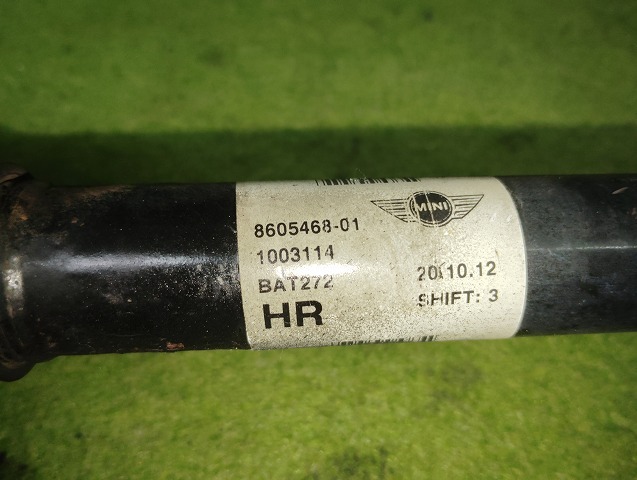 MINI
8605468-01
1003114
BAT272
20.10.12
HR
SHIFT: 3